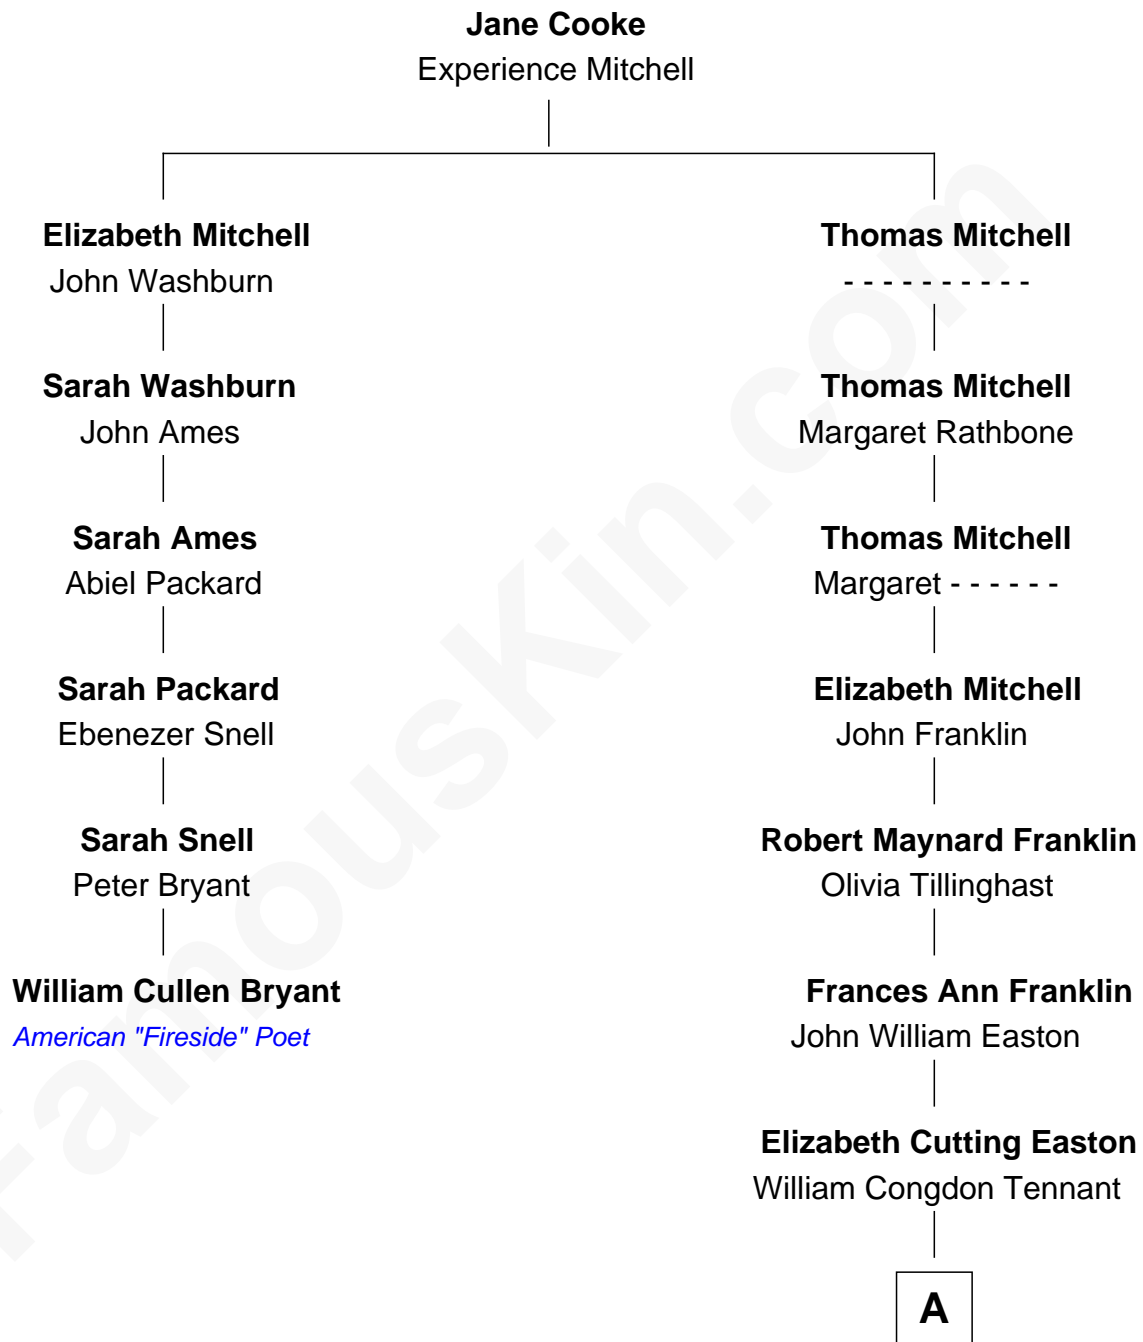 Jane Cooke
Experience Mitchell
Elizabeth Mitchell
John Washburn
Sarah Washburn
John Ames
Sarah Ames
Abiel Packard
Sarah Packard
Ebenezer Snell
Sarah Snell
Peter Bryant
William Cullen Bryant
American "Fireside" Poet
Thomas Mitchell
- - - - - - - - - -
Thomas Mitchell
Margaret Rathbone
Thomas Mitchell
Margaret - - - - - -
Elizabeth Mitchell
John Franklin
Robert Maynard Franklin
Olivia Tillinghast
Frances Ann Franklin
John William Easton
Elizabeth Cutting Easton
William Congdon Tennant
A
FamousKin.com